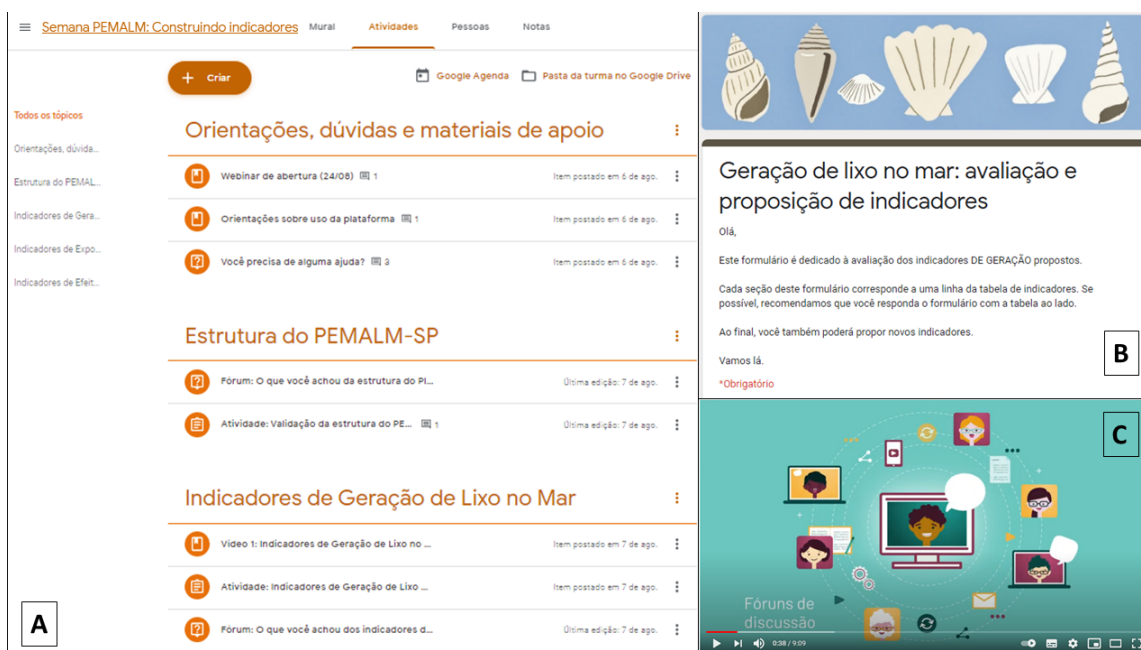 Semana PEMALM: Construindo indicadores
Mural
Atividades
Pessoas
Notas
Criar
Google Agenda
Pasta da turma no Google Drive
Todos os tópicos
Orientações, dúvida...
Estrutura do PEMAL...
Indicadores de Gera...
Indicadores de Expo...
Indicadores de Efeit...
Orientações, dúvidas e materiais de apoio
Webinar de abertura (24/08) 1
Item postado em 6 de ago.
Orientações sobre uso da plataforma 1
Item postado em 6 de ago.
Você precisa de alguma ajuda? 3
Item postado em 6 de ago.
Estrutura do PEMALM-SP
Fórum: O que você achou da estrutura do Pl...
Última edição: 7 de ago.
Atividade: Validação da estrutura do PE... 1
Última edição: 7 de ago.
Indicadores de Geração de Lixo no Mar
Vídeo 1: Indicadores de Geração de Lixo no ...
Item postado em 7 de ago.
Atividade: Indicadores de Geração de Lixo ...
Item postado em 7 de ago.
Fórum: O que você achou dos indicadores d...
Última edição: 7 de ago.
A
Geração de lixo no mar: avaliação e
proposição de indicadores
Olá,
Este formulário é dedicado à avaliação dos indicadores DE GERAÇÃO propostos.
Cada seção deste formulário corresponde a uma linha da tabela de indicadores. Se
possível, recomendamos que você responda o formulário com a tabela ao lado.
Ao final, você também poderá propor novos indicadores.
Vamos lá.
*Obrigatório
B
C
Fóruns de
discussão
0:38 / 9:09